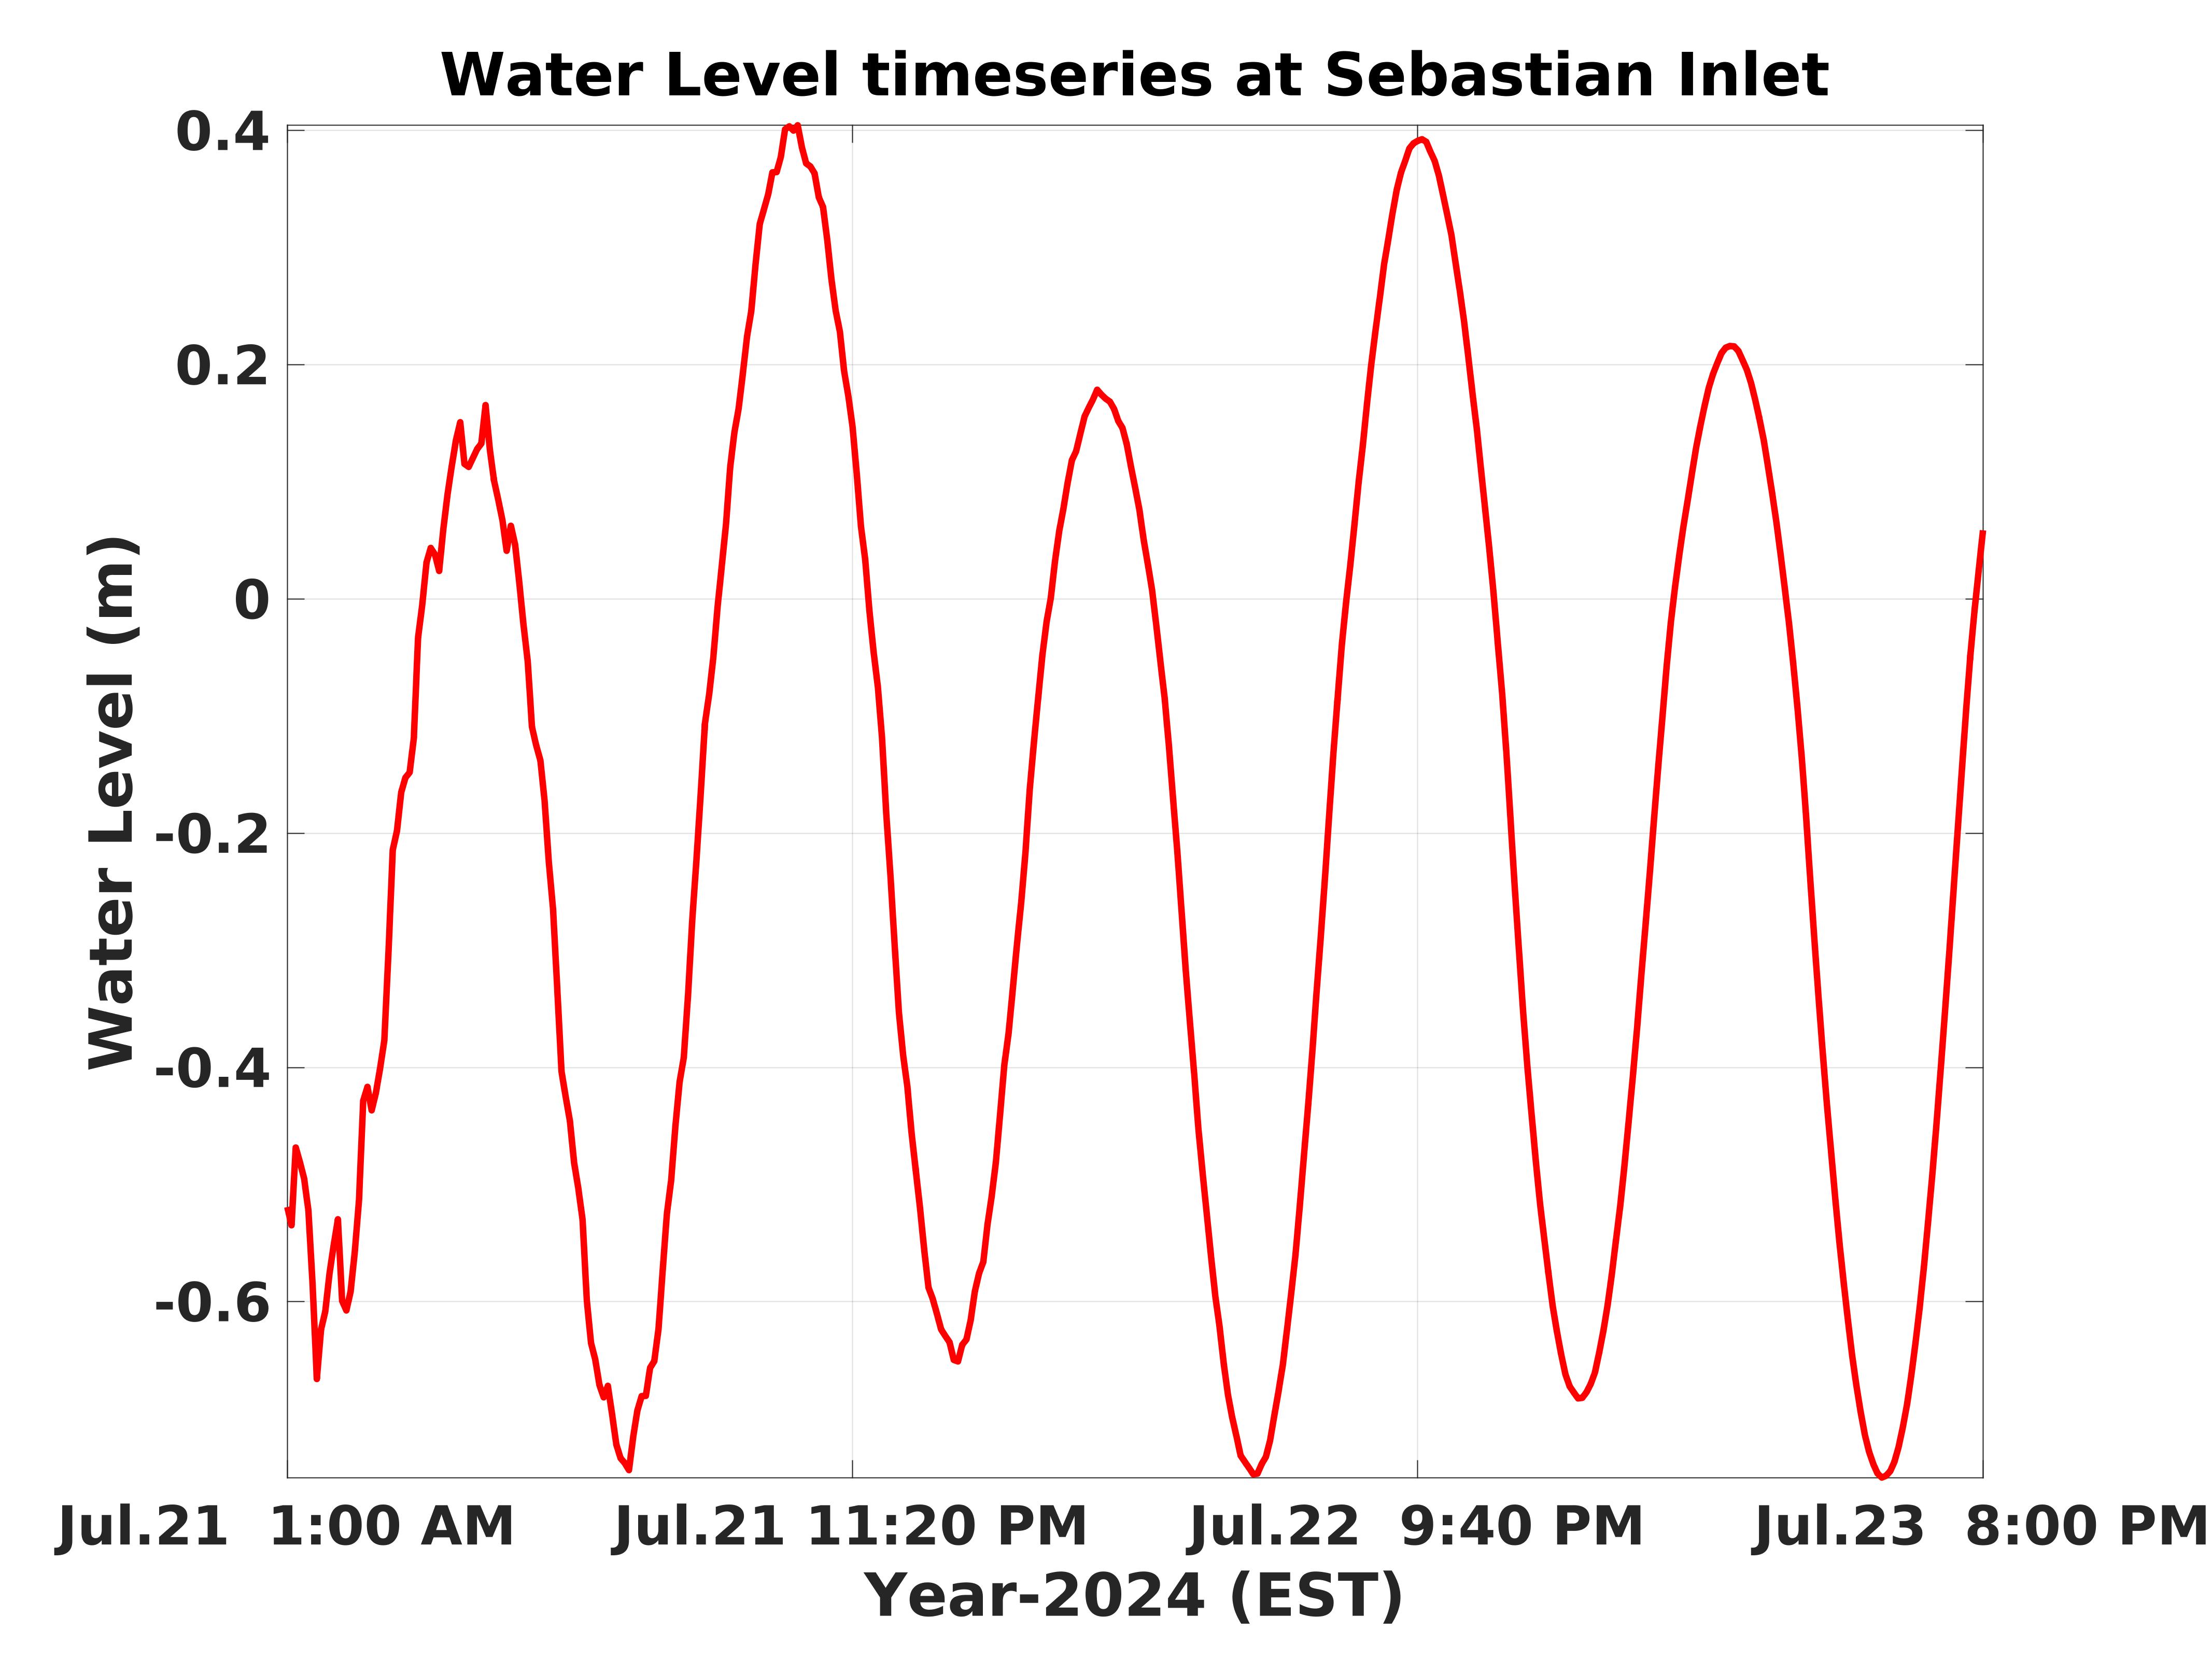 Water Level timeseries at Sebastian Inlet
0.4
0.2
0
-0.2
-0.4
-0.6
Water Level (m)
Jul.21 1:00 AM
Jul.21 11:20 PM
Jul.22 9:40 PM
Jul.23 8:00 PM
Year-2024 (EST)